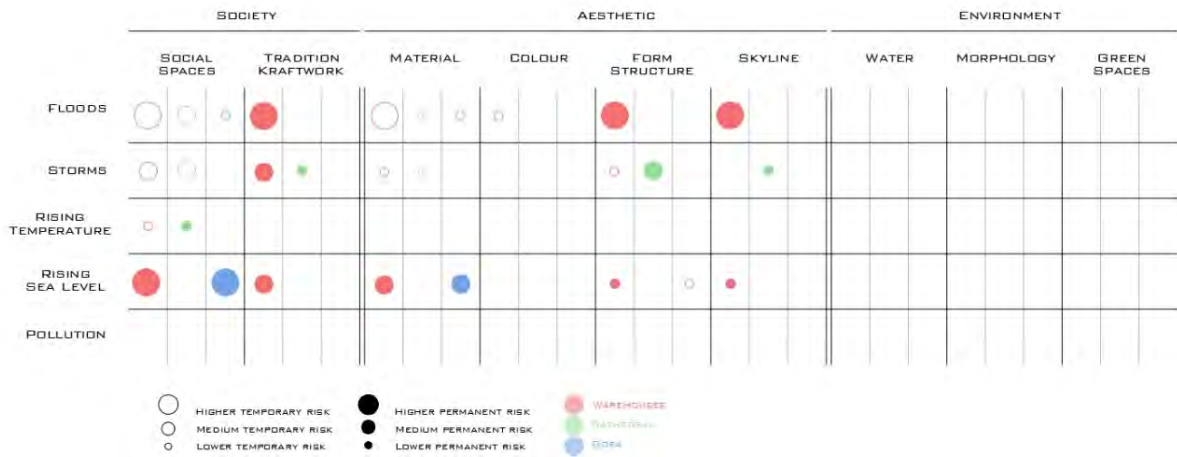 SOCIETY AESTHETIC ENVIRONMENT
SOCIAL SPACES TRADITION KRAFTWORK MATERIAL COLOUR FORM STRUCTURE SKYLINE WATER MORPHOLOGY GREEN SPACES
FLOODS
STORMS
RISING
TEMPERATURE
RISING
SEA LEVEL
POLLUTION
HIGHER TEMPORARY RISK HIGHER PERMANENT RISK WAREHOUSES
MEDIUM TEMPORARY RISK MEDIUM PERMANENT RISK CATHEDRAL
LOWER TEMPORARY RISK LOWER PERMANENT RISK GOTA